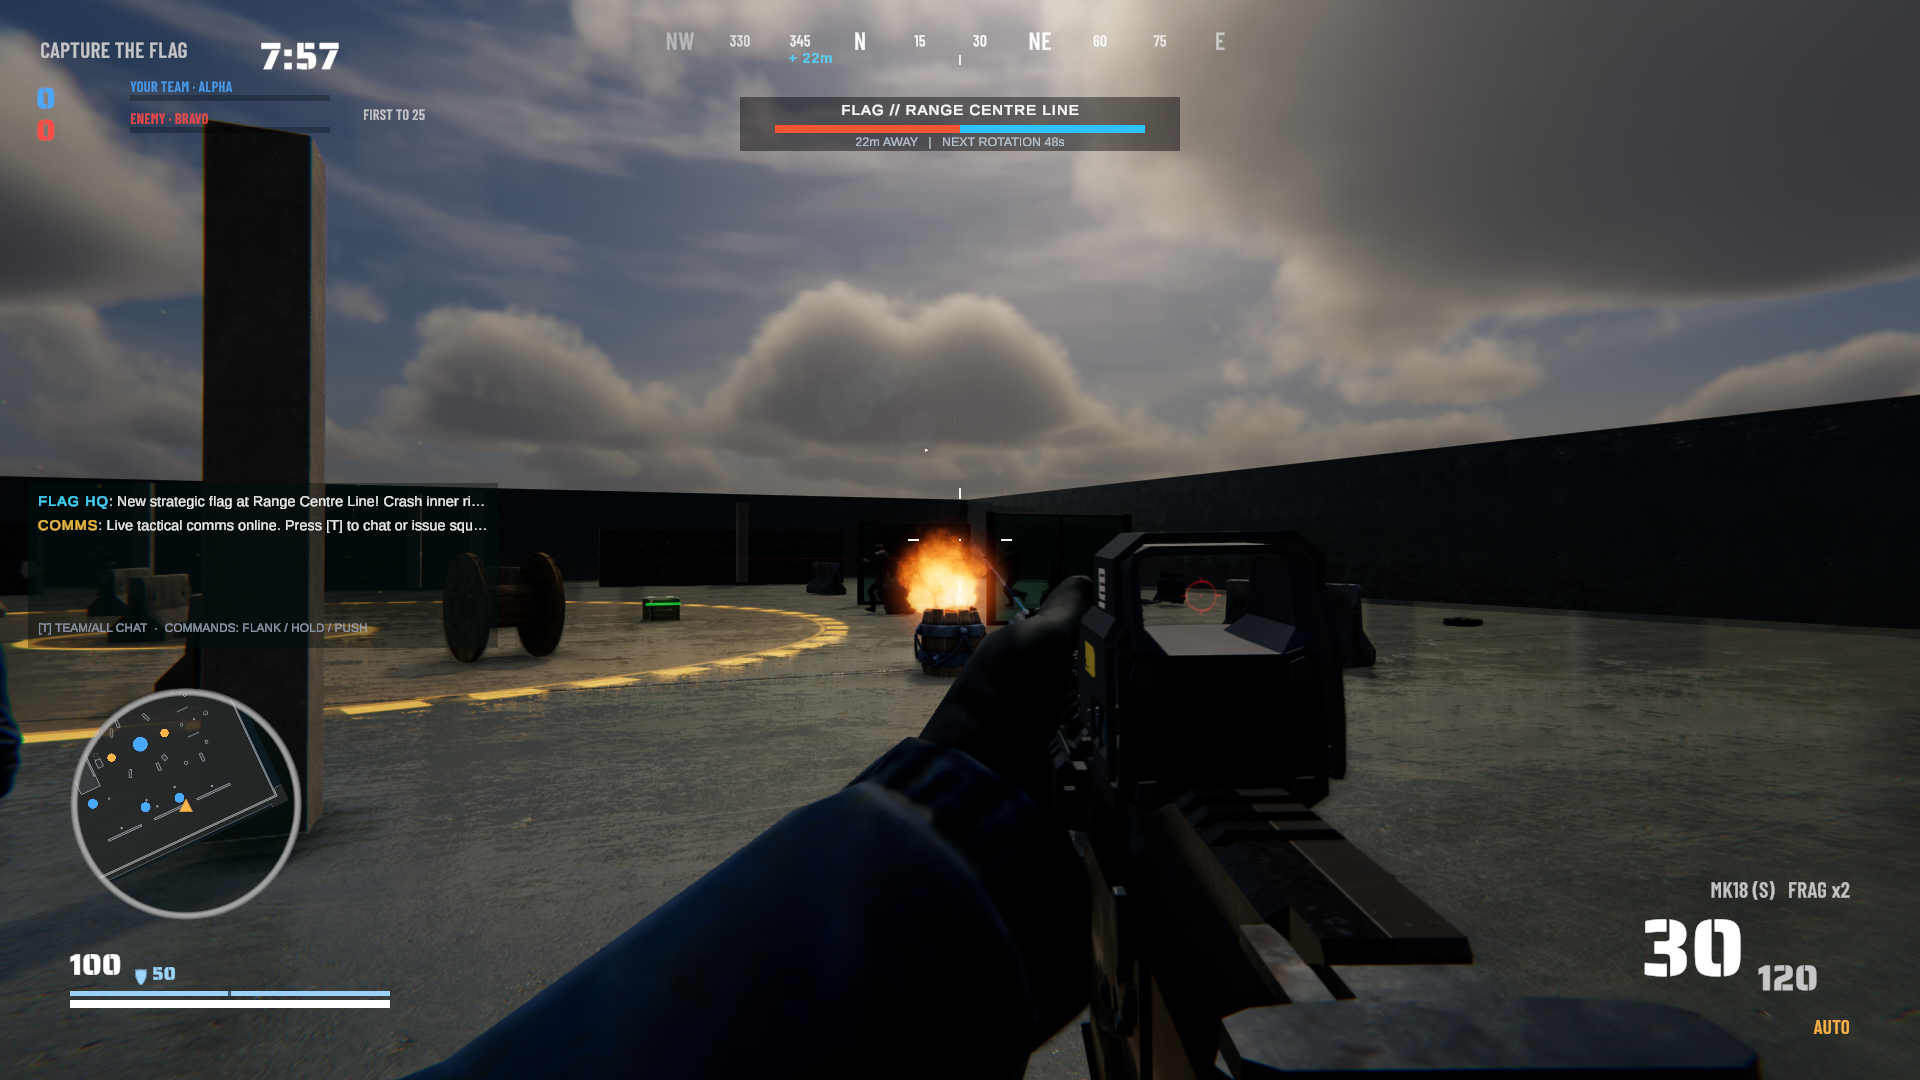 CAPTURE THE FLAG 7:57
0 YOUR TEAM · ALPHA
0 ENEMY · BRAVO
FIRST TO 25
NW 330 345 N 15 30 NE 60 75 E
+ 22m
FLAG // RANGE CENTRE LINE
22m AWAY | NEXT ROTATION 48s
FLAG HQ: New strategic flag at Range Centre Line! Crash inner ri...
COMMS: Live tactical comms online. Press [T] to chat or issue squ...
[T] TEAM/ALL CHAT · COMMANDS: FLANK / HOLD / PUSH
100 50
MK18 (S) FRAG x2
30 120
AUTO